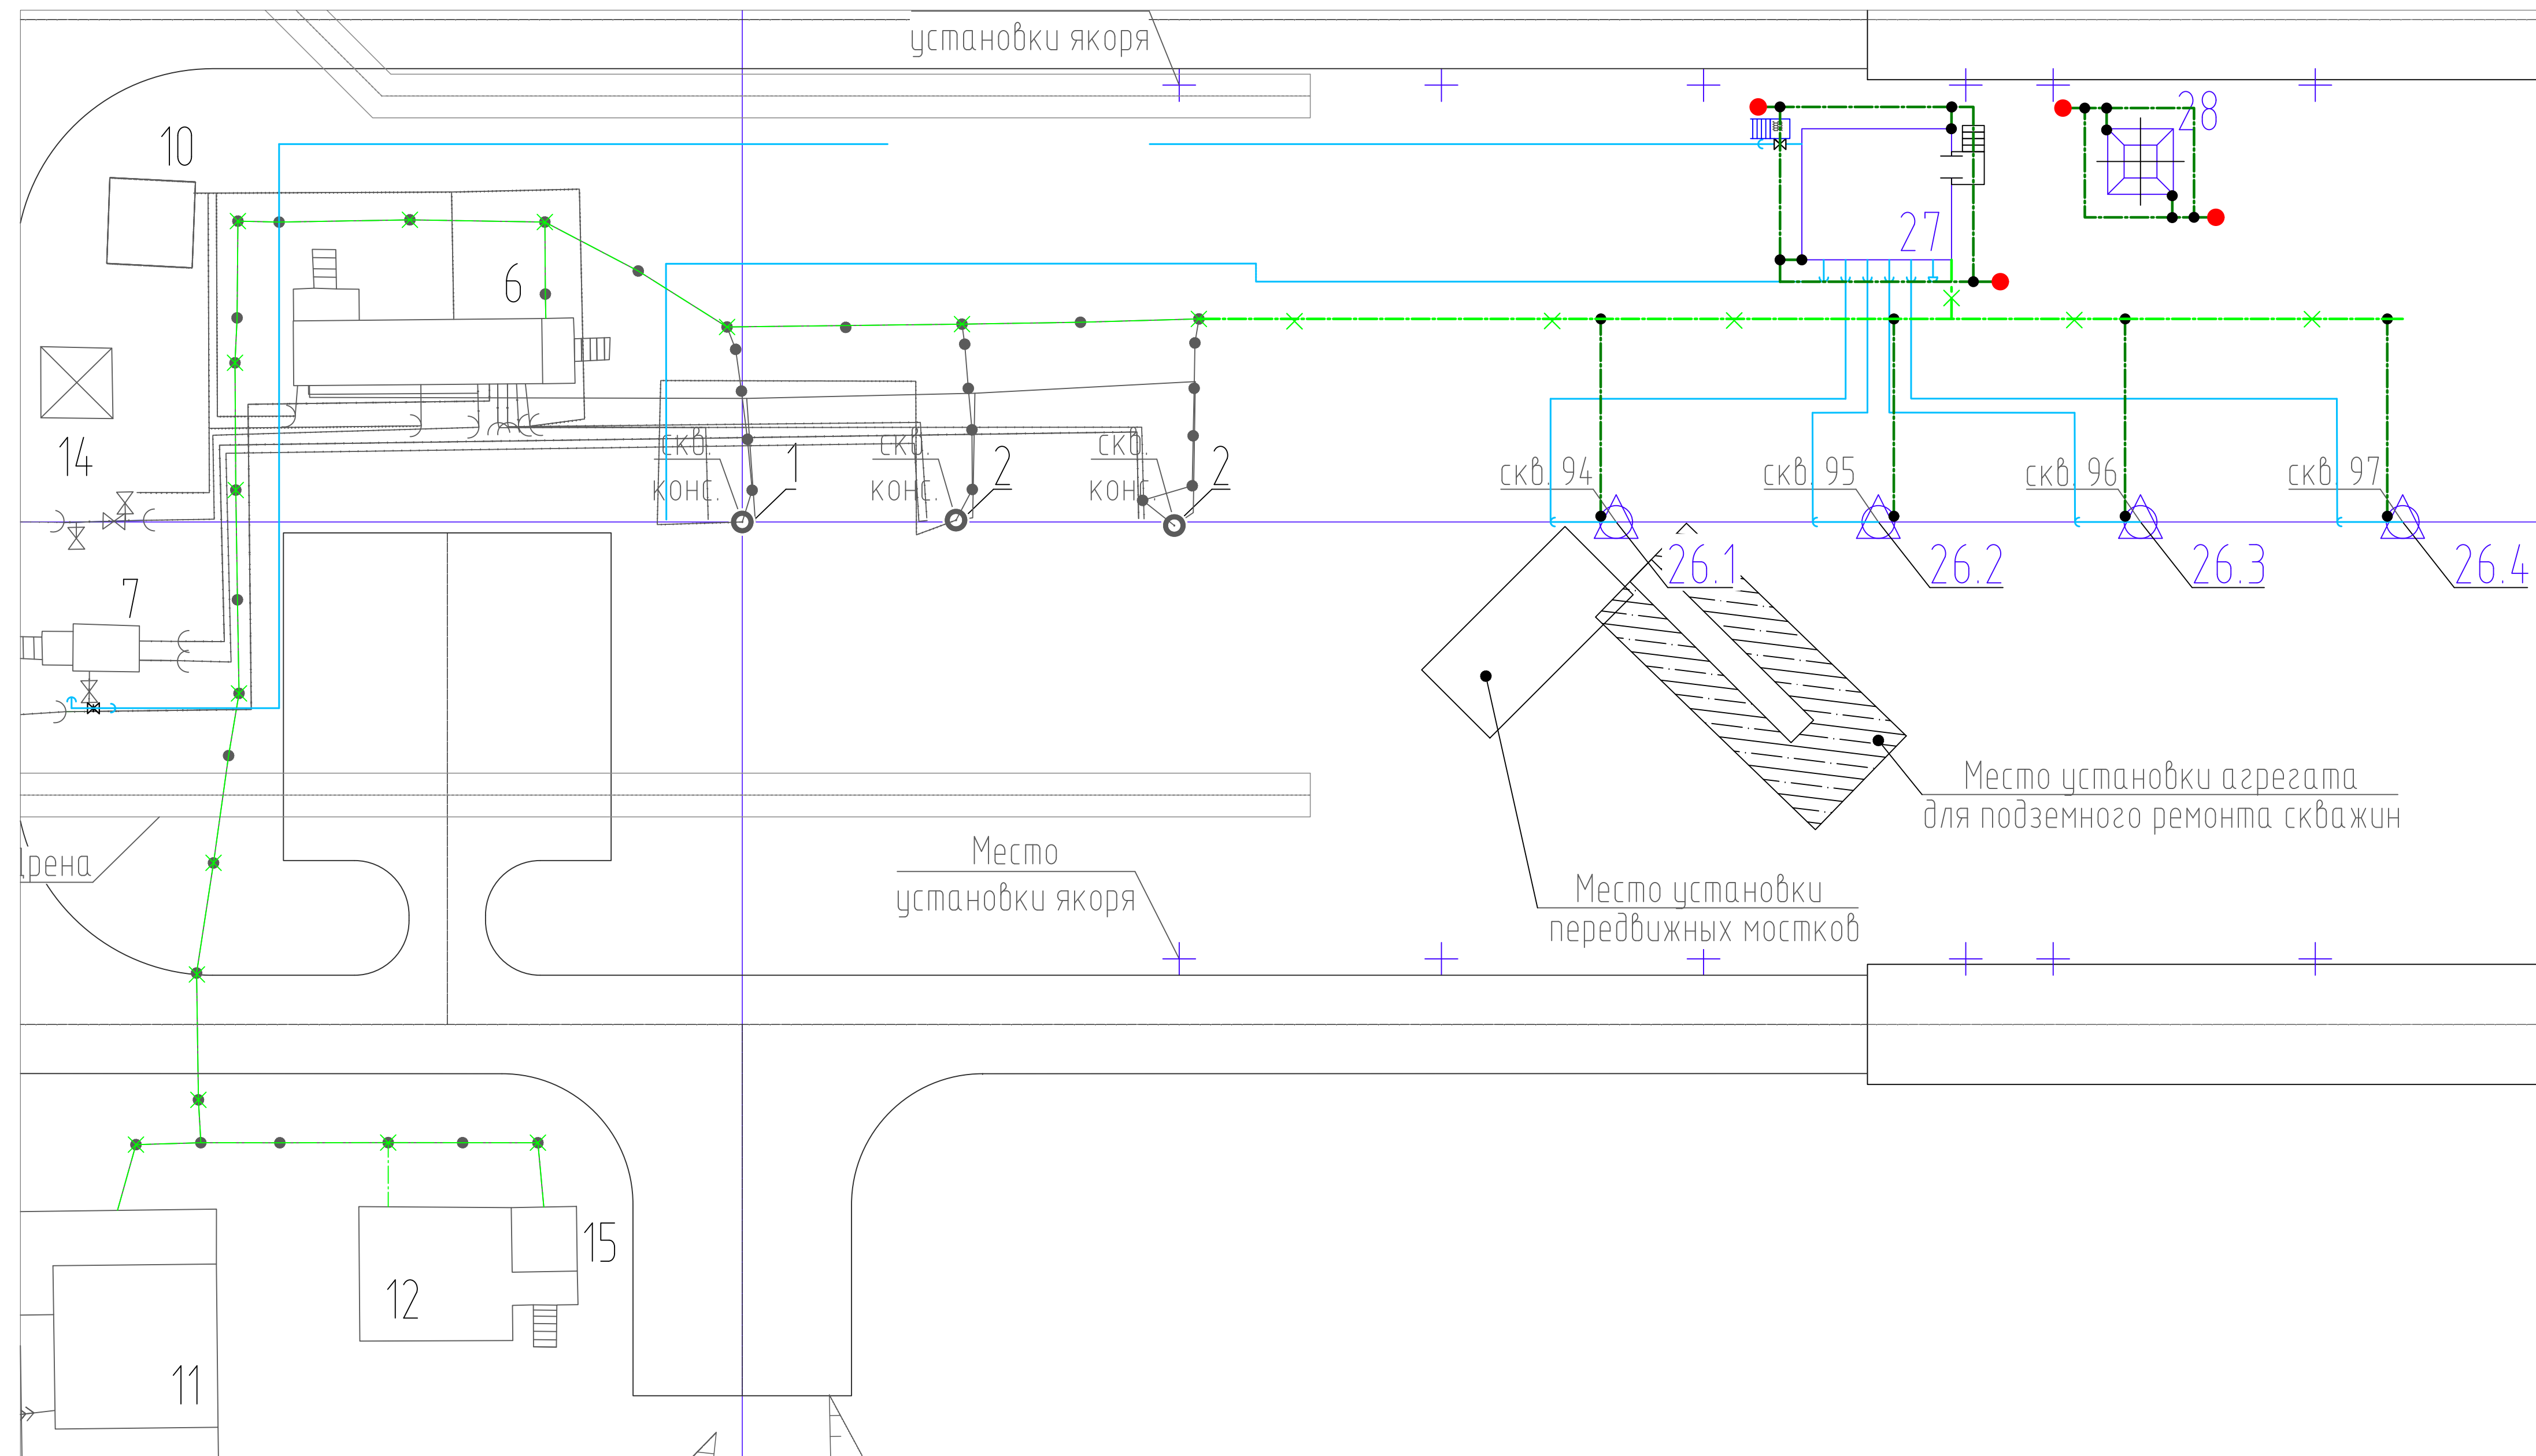 установки якоря
28
10
27
6
14
скв.
конс.
1
скв.
конс.
2
скв.
конс.
2
скв. 94
скв. 95
скв. 96
скв. 97
26.1
26.2
26.3
26.4
7
Место установки агрегата
для подземного ремонта скважин
Место
установки якоря
Место установки
передвижных мостков
15
12
11